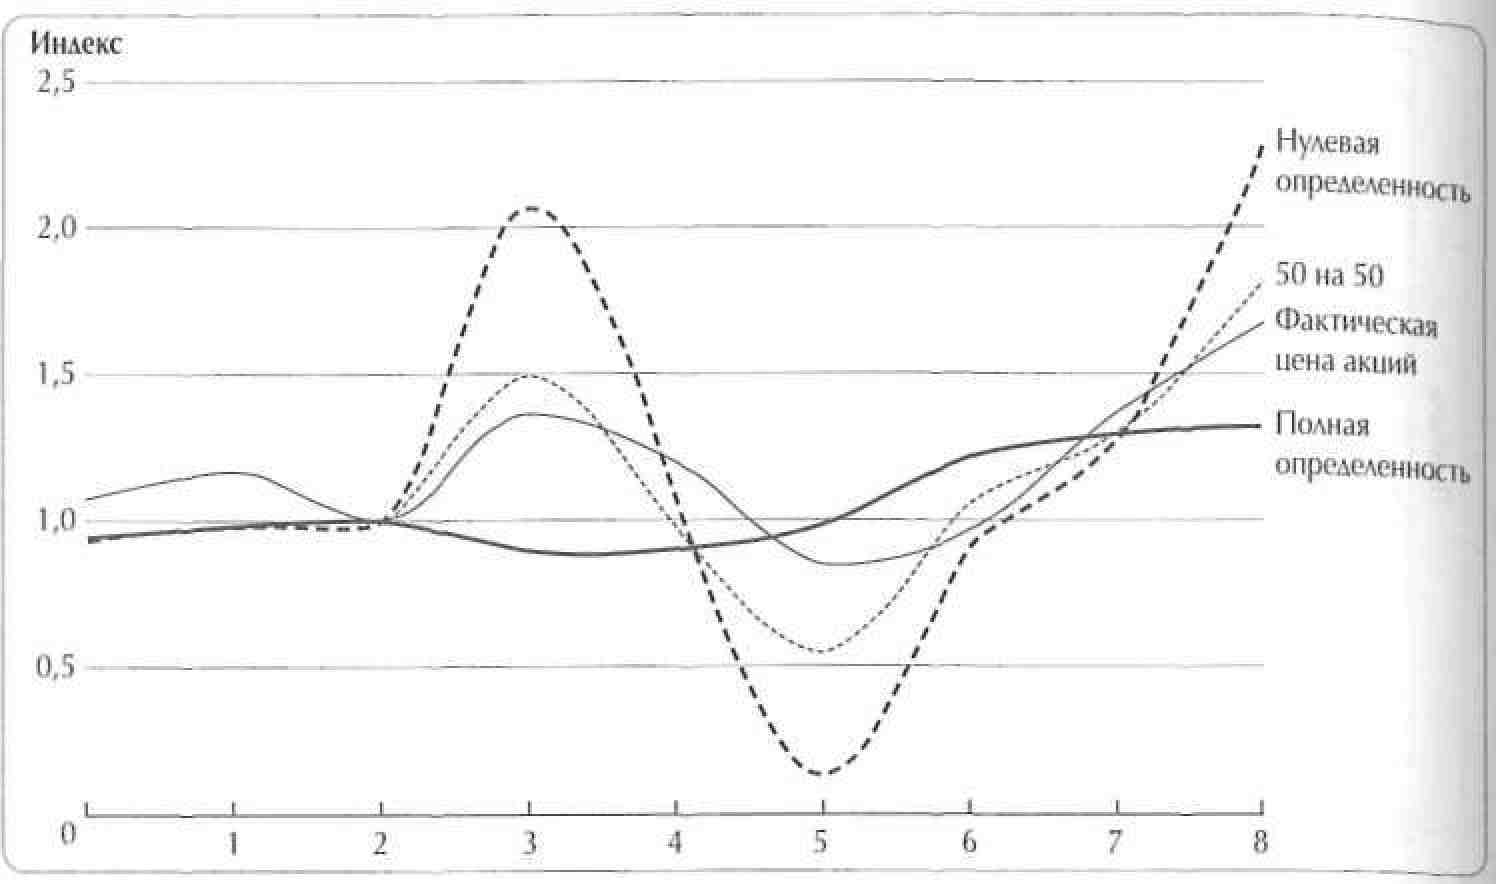 Индекс
2,5
2,0
1,5
1,0
0,5
0
1
2
3
4
5
6
7
8
Нулевая
определенность
50 на 50
Фактическая
цена акций
Полная
определенность